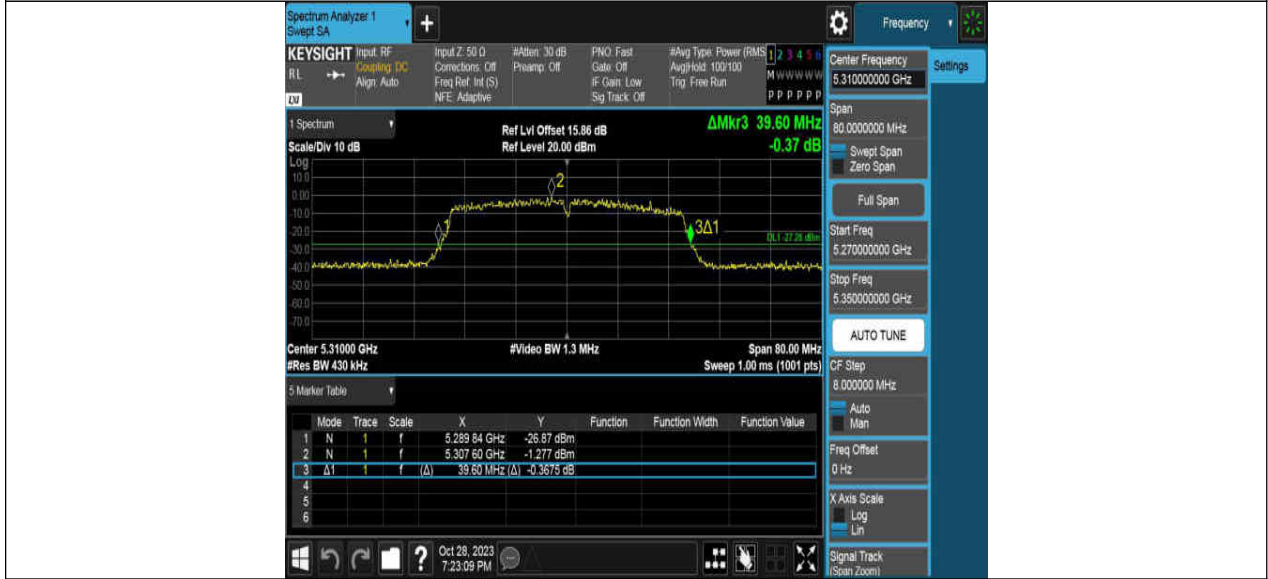 Spectrum Analyzer 1
Swept SA
+
Frequency
KEYSIGHT
RL
LXI
Input: RF
Coupling: DC
Align: Auto
Input Z: 50 Ω
Corrections: Off
Freq Ref: Int (S)
NFE: Adaptive
#Atten: 30 dB
Preamp: Off
PNO: Fast
Gate: Off
IF Gain: Low
Sig Track: Off
#Avg Type: Power (RMS
Avg|Hold: 100/100
Trig: Free Run
1 2 3 4 5 6
M W W W W W
P P P P P P
Center Frequency
5.310000000 GHz
Settings
Span
80.0000000 MHz
Swept Span
Zero Span
Full Span
Start Freq
5.270000000 GHz
Stop Freq
5.350000000 GHz
AUTO TUNE
CF Step
8.000000 MHz
Auto
Man
Freq Offset
0 Hz
X Axis Scale
Log
Lin
Signal Track
(Span Zoom)
1 Spectrum
Scale/Div 10 dB
Ref Lvl Offset 15.86 dB
Ref Level 20.00 dBm
ΔMkr3 39.60 MHz
-0.37 dB
Log
10.0
0.00
-10.0
-20.0
-30.0
-40.0
-50.0
-60.0
-70.0
1
2
3Δ1
DL1 -27.28 dBm
Center 5.31000 GHz
#Video BW 1.3 MHz
Span 80.00 MHz
#Res BW 430 kHz
Sweep 1.00 ms (1001 pts)
5 Marker Table
Mode Trace Scale X Y Function Function Width Function Value
1 N 1 f 5.289 84 GHz -26.87 dBm
2 N 1 f 5.307 60 GHz -1.277 dBm
3 Δ1 1 f (Δ) 39.60 MHz (Δ) -0.3675 dB
4
5
6
?
Oct 28, 2023
7:23:09 PM